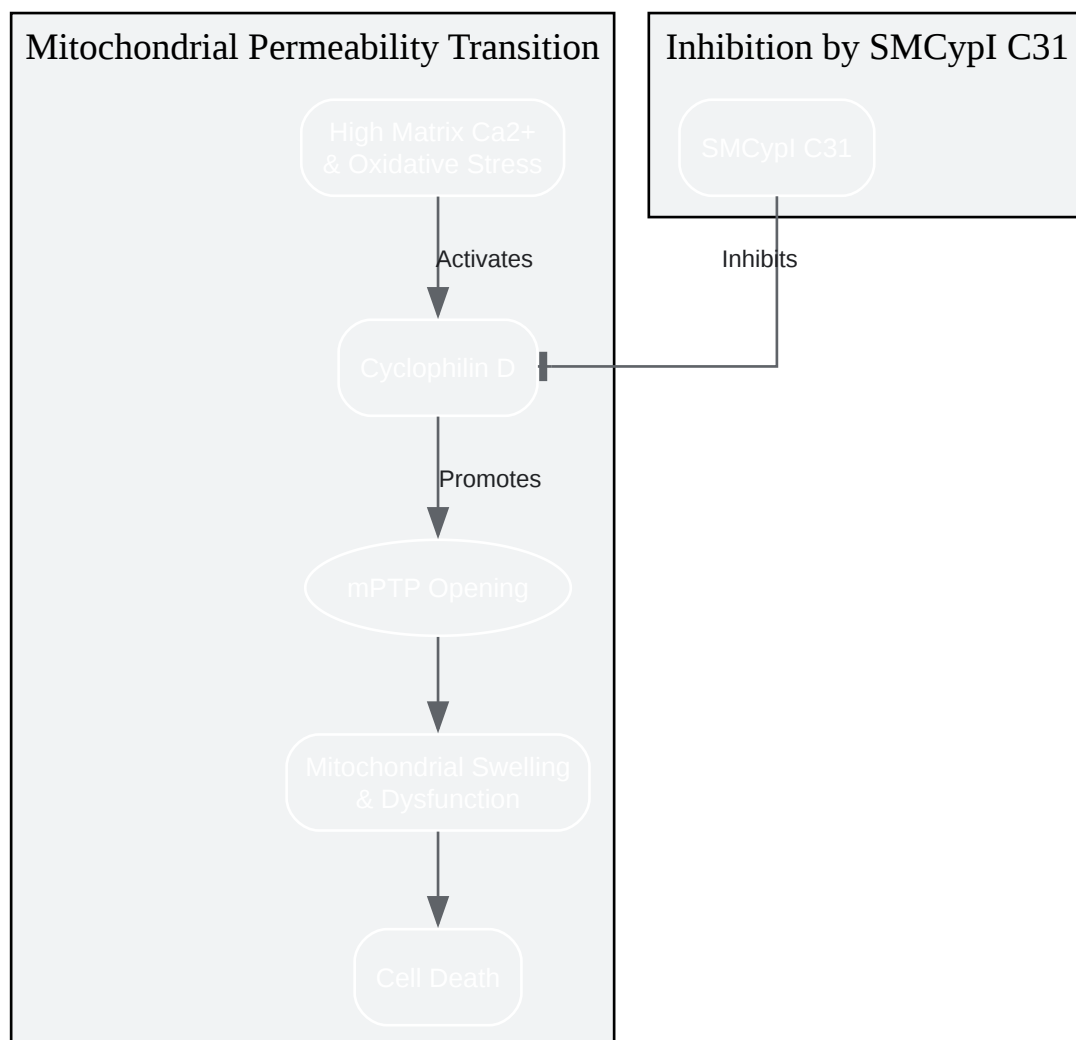 Mitochondrial Permeability Transition
High Matrix Ca2+
& Oxidative Stress
Activates
Cyclophilin D
Promotes
mPTP Opening
Mitochondrial Swelling
& Dysfunction
Cell Death
Inhibition by SMCypI C31
SMCypI C31
Inhibits